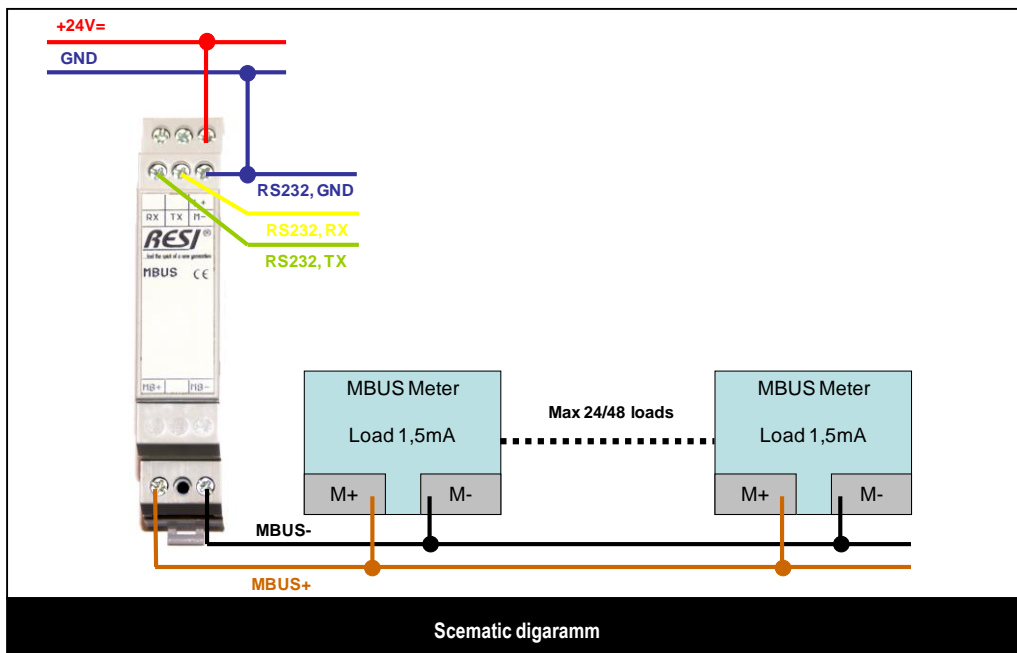 +24V=
GND
RS232, GND
RS232, RX
RS232, TX
RX TX M-
RESI®
MBUS CE
MB+ MB-
MBUS Meter
Load 1,5mA
M+ M-
Max 24/48 loads
MBUS Meter
Load 1,5mA
M+ M-
MBUS-
MBUS+
Scematic digaramm